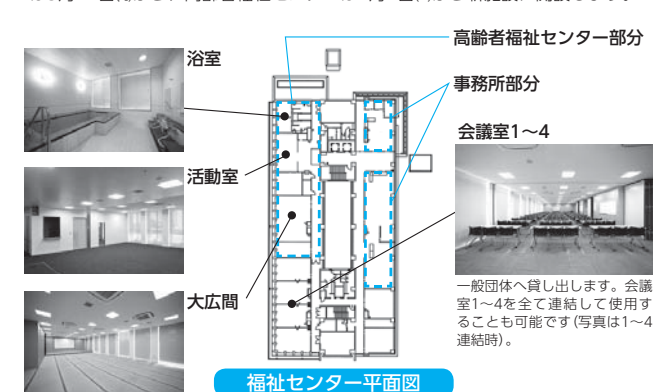 高齢者福祉センター部分
浴室
事務所部分
会議室1〜4
活動室
大広間
一般団体へ貸し出します。会議
室1〜4を全て連結して使用す
ることも可能です(写真は1〜4
連結時)。
福祉センター平面図